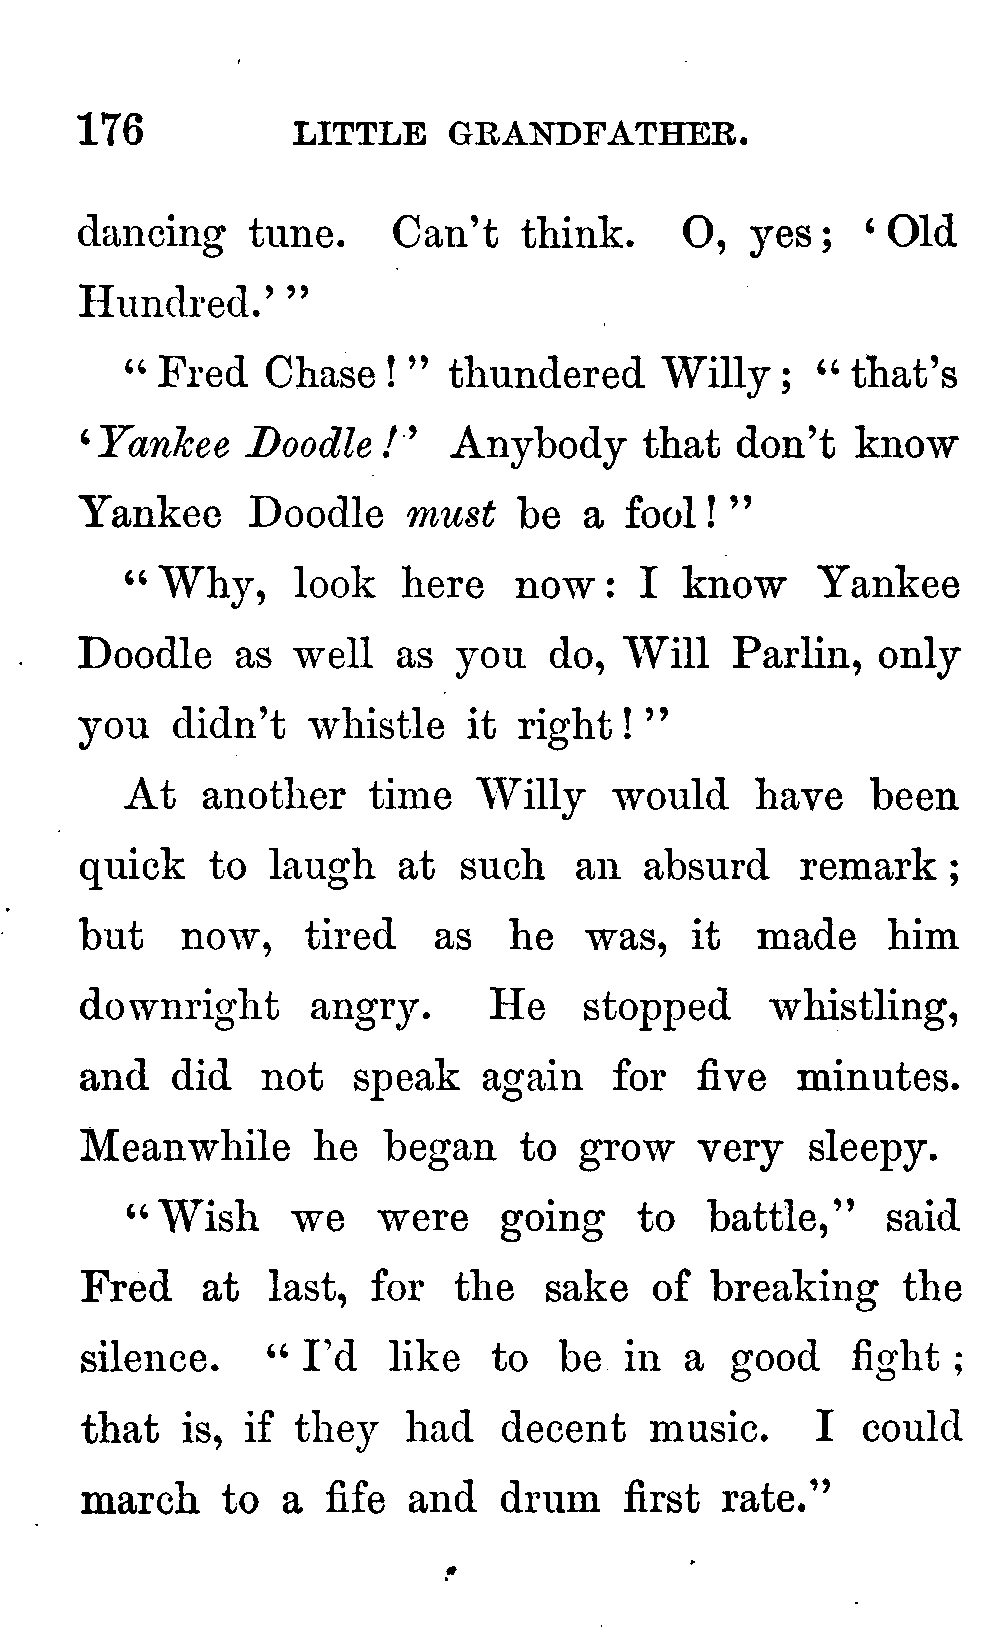 176 LITTLE GRANDFATHER.
dancing tune. Can't think. O, yes; 'Old
Hundred.'"
"Fred Chase!" thundered Willy; "that's
'Yankee Doodle!' Anybody that don't know
Yankee Doodle must be a fool!"
"Why, look here now: I know Yankee
Doodle as well as you do, Will Parlin, only
you didn't whistle it right!"
At another time Willy would have been
quick to laugh at such an absurd remark;
but now, tired as he was, it made him
downright angry. He stopped whistling,
and did not speak again for five minutes.
Meanwhile he began to grow very sleepy.
"Wish we were going to battle," said
Fred at last, for the sake of breaking the
silence. "I'd like to be in a good fight;
that is, if they had decent music. I could
march to a fife and drum first rate."